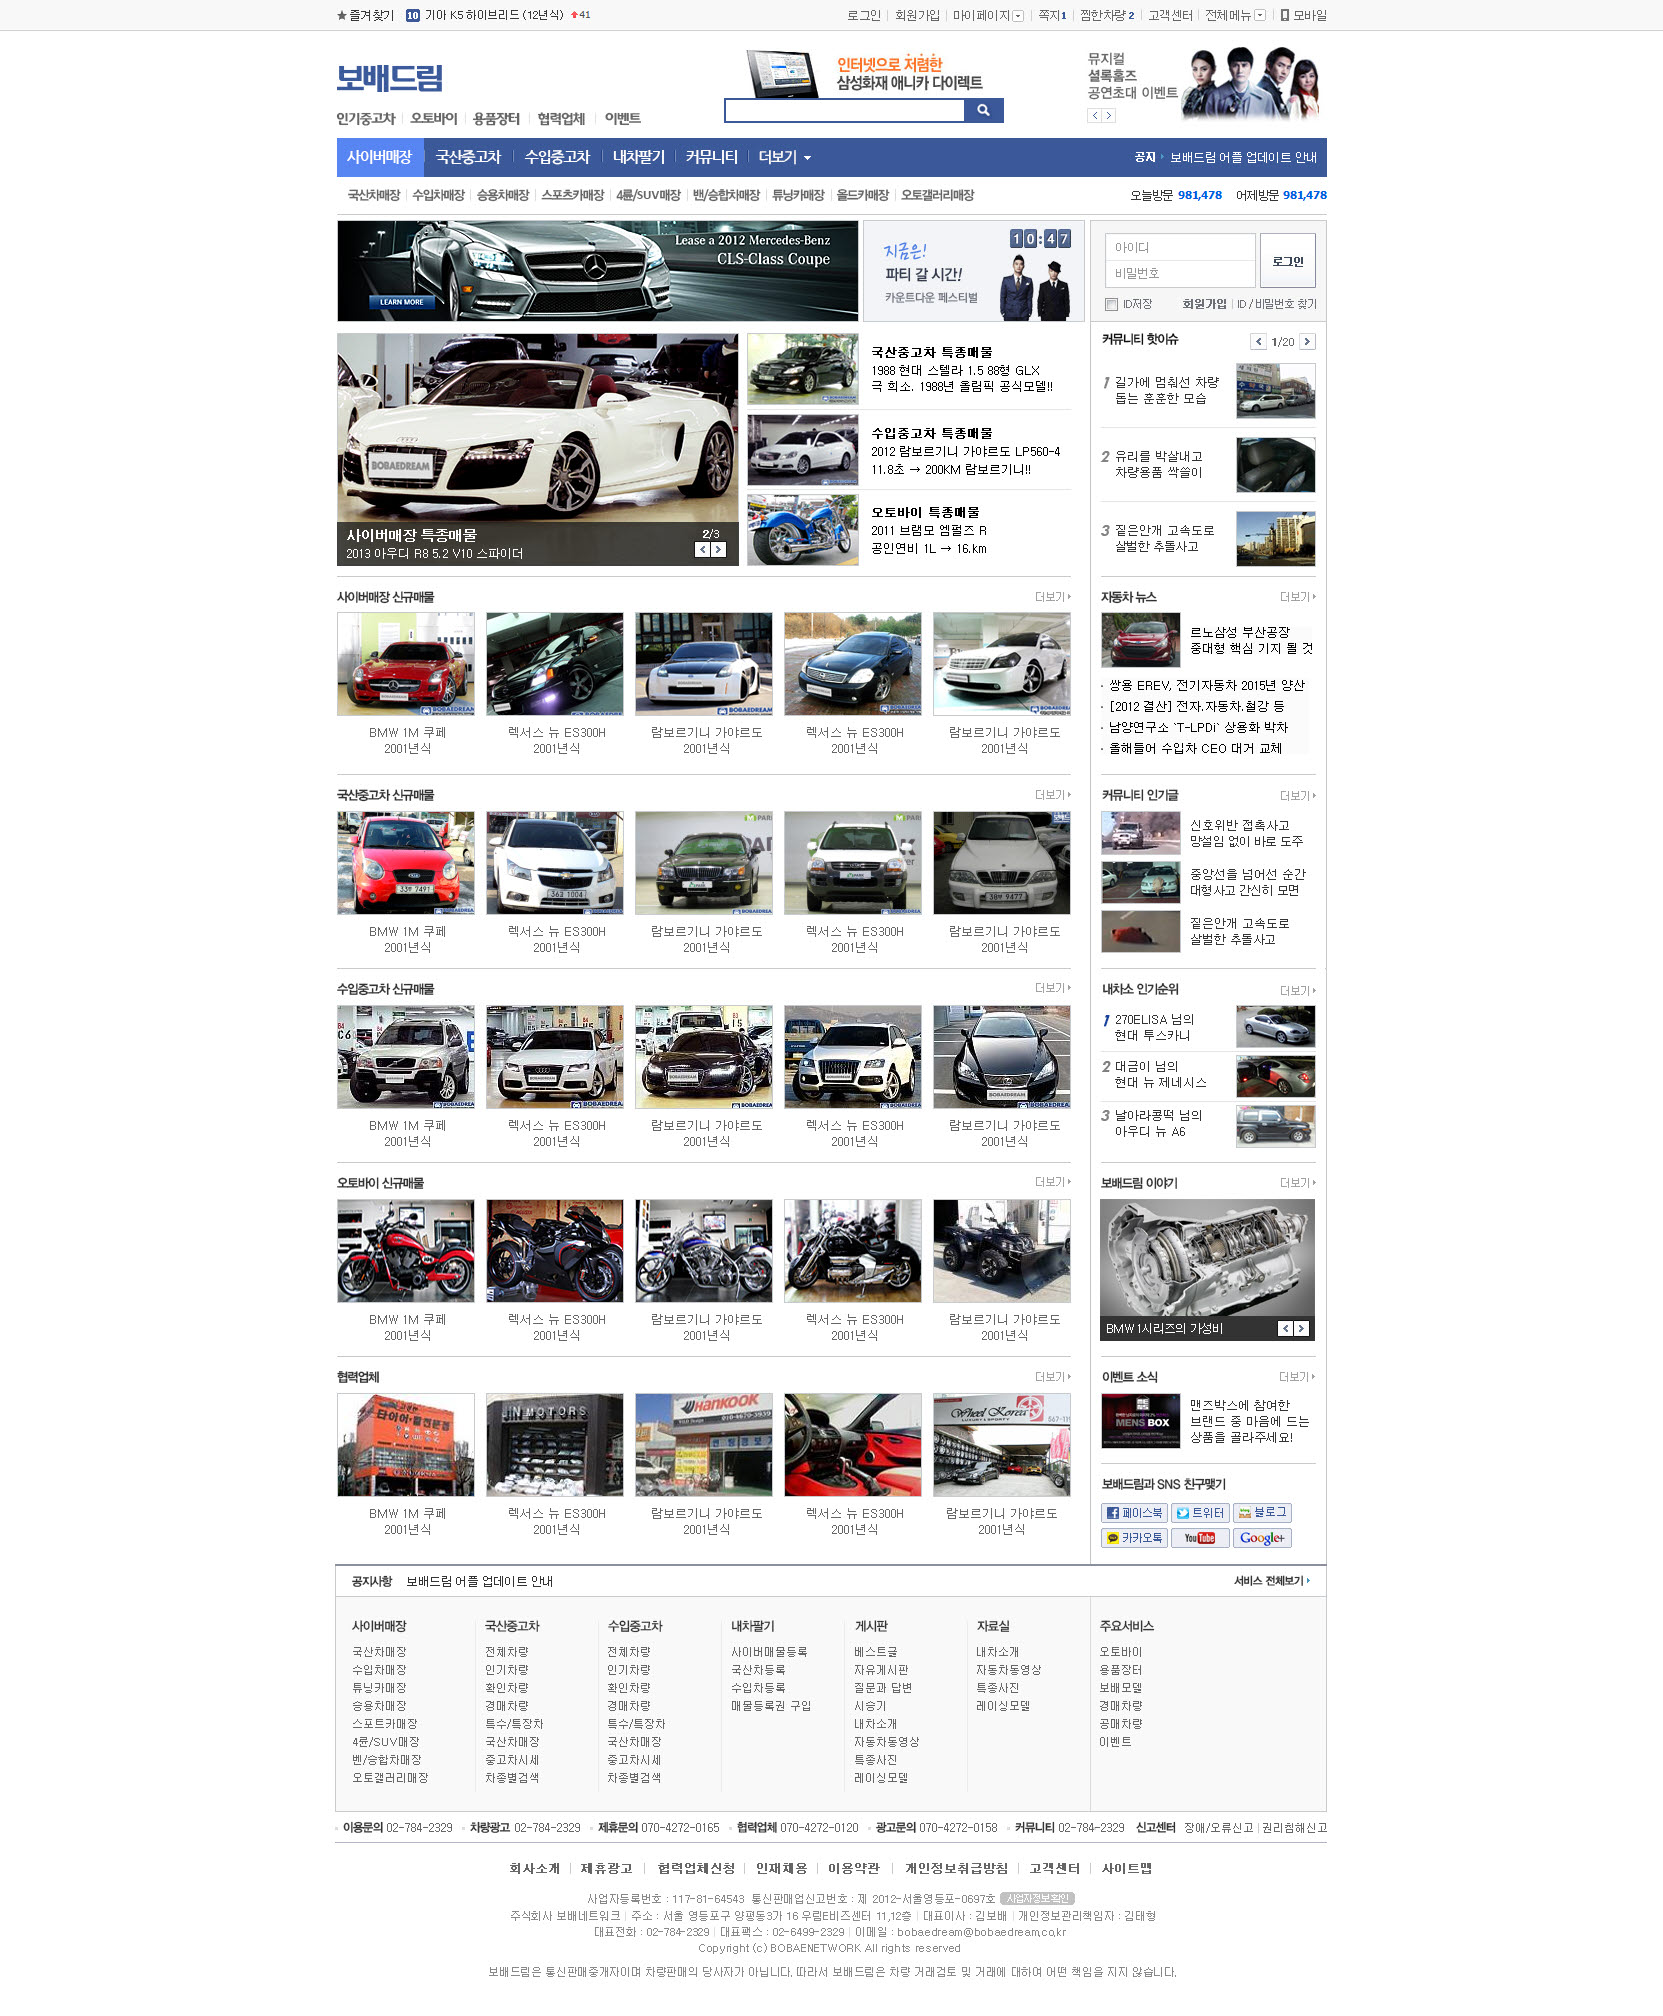 ★ 즐겨찾기 10 기아 K5 하이브리드 (12년식) 41
로그인 회원가입 마이페이지 쪽지1 찜한차량 2 고객센터 전체메뉴 모바일
보배드림
인터넷으로 저렴한
삼성화재 애니카 다이렉트
뮤지컬
셜록홈즈
공연초대 이벤트
인기중고차 오토바이 용품장터 협력업체 이벤트
사이버매장 국산중고차 수입중고차 내차팔기 커뮤니티 더보기
공지 보배드림 어플 업데이트 안내
국산차매장 수입차매장 승용차매장 스포츠카매장 4륜/SUV매장 밴/승합차매장 튜닝카매장 올드카매장 오토갤러리매장
오늘방문 981,478 어제방문 981,478
Lease a 2012 Mercedes-Benz
CLS-Class Coupe
LEARN MORE
10:47
지금은!
파티 갈 시간!
카운트다운 페스티벌
아이디
비밀번호
로그인
ID저장 회원가입 ID / 비밀번호 찾기
BOBAEDREAM
사이버매장 특종매물
2013 아우디 R8 5.2 V10 스파이더
2/3
국산중고차 특종매물
1988 현대 스텔라 1.5 88형 GLX
극 희소. 1988년 올림픽 공식모델!!
수입중고차 특종매물
2012 람보르기니 가야르도 LP560-4
11.8초 → 200KM 람보르기니!!
오토바이 특종매물
2011 브램모 엠펄즈 R
공인연비 1L → 16.km
커뮤니티 핫이슈 1/20
1 길가에 멈춰선 차량
돕는 훈훈한 모습
2 유리를 박살내고
차량용품 싹쓸이
3 짙은안개 고속도로
살벌한 추돌사고
사이버매장 신규매물 더보기
BMW 1M 쿠페
2001년식
렉서스 뉴 ES300H
2001년식
람보르기니 가야르도
2001년식
렉서스 뉴 ES300H
2001년식
람보르기니 가야르도
2001년식
자동차 뉴스 더보기
르노삼성 부산공장
중대형 핵심 기지 될 것
· 쌍용 EREV, 전기자동차 2015년 양산
· [2012 결산] 전자.자동차.철강 등
· 남양연구소 `T-LPDi` 상용화 박차
· 올해들어 수입차 CEO 대거 교체
국산중고차 신규매물 더보기
BMW 1M 쿠페
2001년식
렉서스 뉴 ES300H
2001년식
람보르기니 가야르도
2001년식
렉서스 뉴 ES300H
2001년식
람보르기니 가야르도
2001년식
커뮤니티 인기글 더보기
신호위반 접촉사고
망설임 없이 바로 도주
중앙선을 넘어선 순간
대형사고 간신히 모면
짙은안개 고속도로
살벌한 추돌사고
수입중고차 신규매물 더보기
BMW 1M 쿠페
2001년식
렉서스 뉴 ES300H
2001년식
람보르기니 가야르도
2001년식
렉서스 뉴 ES300H
2001년식
람보르기니 가야르도
2001년식
내차소 인기순위 더보기
1 270ELISA 님의
현대 투스카니
2 대금이 님의
현대 뉴 제네시스
3 날아라콩떡 님의
아우디 뉴 A6
오토바이 신규매물 더보기
BMW 1M 쿠페
2001년식
렉서스 뉴 ES300H
2001년식
람보르기니 가야르도
2001년식
렉서스 뉴 ES300H
2001년식
람보르기니 가야르도
2001년식
보배드림 이야기 더보기
BMW 1시리즈의 가성비
협력업체 더보기
타이어·휠전문점
JIN MOTORS
HANKOOK
Wheel Korea
BMW 1M 쿠페
2001년식
렉서스 뉴 ES300H
2001년식
람보르기니 가야르도
2001년식
렉서스 뉴 ES300H
2001년식
람보르기니 가야르도
2001년식
이벤트 소식 더보기
MENS BOX
맨즈박스에 참여한
브랜드 중 마음에 드는
상품을 골라주세요!
보배드림과 SNS 친구맺기
페이스북 트위터 블로그
카카오톡 YouTube Google+
공지사항 보배드림 어플 업데이트 안내 서비스 전체보기
사이버매장
국산차매장
수입차매장
튜닝카매장
승용차매장
스포트카매장
4륜/SUV매장
벤/승합차매장
오토갤러리매장
국산중고차
전체차량
인기차량
확인차량
경매차량
특수/특장차
국산차매장
중고차시세
차종별검색
수입중고차
전체차량
인기차량
확인차량
경매차량
특수/특장차
국산차매장
중고차시세
차종별검색
내차팔기
사이버매물등록
국산차등록
수입차등록
매물등록권 구입
게시판
베스트글
자유게시판
질문과 답변
시승기
내차소개
자동차동영상
특종사진
레이싱모델
자료실
내차소개
자동차동영상
특종사진
레이싱모델
주요서비스
오토바이
용품장터
보배모델
경매차량
공매차량
이벤트
이용문의 02-784-2329 차량광고 02-784-2329 제휴문의 070-4272-0165 협력업체 070-4272-0120 광고문의 070-4272-0158 커뮤니티 02-784-2329 신고센터 장애/오류신고 권리침해신고
회사소개 제휴광고 협력업체신청 인재채용 이용약관 개인정보취급방침 고객센터 사이트맵
사업자등록번호 : 117-81-64543 통신판매업신고번호 : 제 2012-서울영등포-0697호 사업자정보확인
주식회사 보배네트워크 주소 : 서울 영등포구 양평동3가 16 우림E비즈센터 11,12층 대표이사 : 김보배 개인정보관리책임자 : 김태형
대표전화 : 02-784-2329 대표팩스 : 02-6499-2329 이메일 : bobaedream@bobaedream.co.kr
Copyright (c) BOBAENETWORK All rights reserved
보배드림은 통신판매중개자이며 차량판매의 당사자가 아닙니다. 따라서 보배드림은 차량 거래검토 및 거래에 대하여 어떤 책임을 지지 않습니다.